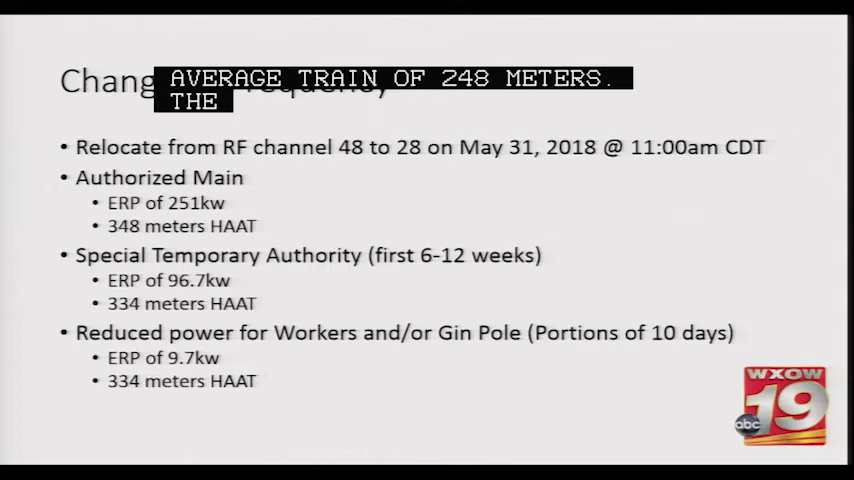 Chang
AVERAGE TRAIN OF 248 METERS.
THE
• Relocate from RF channel 48 to 28 on May 31, 2018 @ 11:00am CDT
• Authorized Main
• ERP of 251kw
• 348 meters HAAT
• Special Temporary Authority (first 6-12 weeks)
• ERP of 96.7kw
• 334 meters HAAT
• Reduced power for Workers and/or Gin Pole (Portions of 10 days)
• ERP of 9.7kw
• 334 meters HAAT
WXOW
19
abc